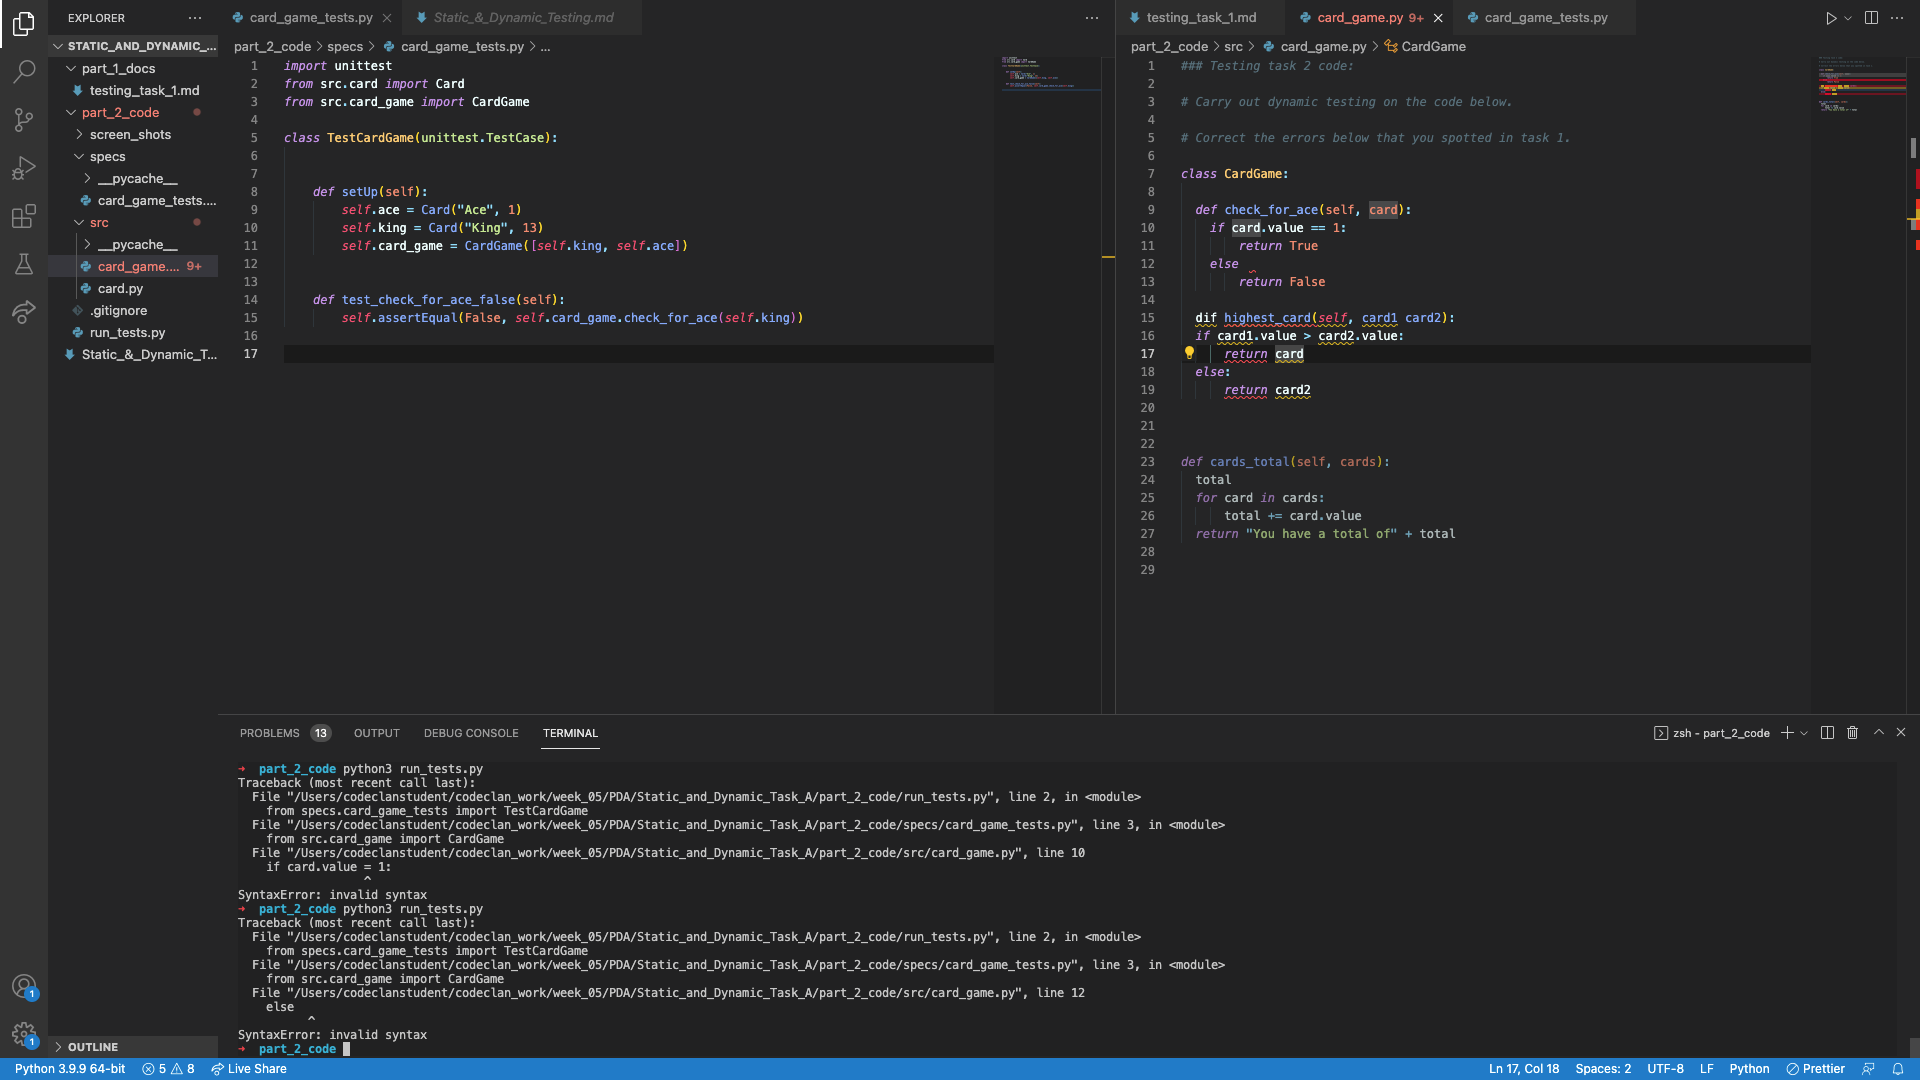 EXPLORER
STATIC_AND_DYNAMIC_...
part_1_docs
testing_task_1.md
part_2_code
screen_shots
specs
__pycache__
card_game_tests....
src
__pycache__
card_game.... 9+
card.py
.gitignore
run_tests.py
Static_&_Dynamic_T...
OUTLINE
card_game_tests.py
Static_&_Dynamic_Testing.md
part_2_code > specs > card_game_tests.py > ...
1 import unittest
2 from src.card import Card
3 from src.card_game import CardGame
4
5 class TestCardGame(unittest.TestCase):
6
7
8 def setUp(self):
9 self.ace = Card("Ace", 1)
10 self.king = Card("King", 13)
11 self.card_game = CardGame([self.king, self.ace])
12
13
14 def test_check_for_ace_false(self):
15 self.assertEqual(False, self.card_game.check_for_ace(self.king))
16
17
testing_task_1.md
card_game.py 9+
card_game_tests.py
part_2_code > src > card_game.py > CardGame
1 ### Testing task 2 code:
2
3 # Carry out dynamic testing on the code below.
4
5 # Correct the errors below that you spotted in task 1.
6
7 class CardGame:
8
9 def check_for_ace(self, card):
10 if card.value == 1:
11 return True
12 else
13 return False
14
15 dif highest_card(self, card1 card2):
16 if card1.value > card2.value:
17 return card
18 else:
19 return card2
20
21
22
23 def cards_total(self, cards):
24 total
25 for card in cards:
26 total += card.value
27 return "You have a total of" + total
28
29
PROBLEMS 13 OUTPUT DEBUG CONSOLE TERMINAL
zsh - part_2_code
→ part_2_code python3 run_tests.py
Traceback (most recent call last):
File "/Users/codeclanstudent/codeclan_work/week_05/PDA/Static_and_Dynamic_Task_A/part_2_code/run_tests.py", line 2, in <module>
from specs.card_game_tests import TestCardGame
File "/Users/codeclanstudent/codeclan_work/week_05/PDA/Static_and_Dynamic_Task_A/part_2_code/specs/card_game_tests.py", line 3, in <module>
from src.card_game import CardGame
File "/Users/codeclanstudent/codeclan_work/week_05/PDA/Static_and_Dynamic_Task_A/part_2_code/src/card_game.py", line 10
if card.value = 1:
^
SyntaxError: invalid syntax
→ part_2_code python3 run_tests.py
Traceback (most recent call last):
File "/Users/codeclanstudent/codeclan_work/week_05/PDA/Static_and_Dynamic_Task_A/part_2_code/run_tests.py", line 2, in <module>
from specs.card_game_tests import TestCardGame
File "/Users/codeclanstudent/codeclan_work/week_05/PDA/Static_and_Dynamic_Task_A/part_2_code/specs/card_game_tests.py", line 3, in <module>
from src.card_game import CardGame
File "/Users/codeclanstudent/codeclan_work/week_05/PDA/Static_and_Dynamic_Task_A/part_2_code/src/card_game.py", line 12
else
^
SyntaxError: invalid syntax
→ part_2_code
1
1
Python 3.9.9 64-bit 5 8 Live Share Ln 17, Col 18 Spaces: 2 UTF-8 LF Python Prettier